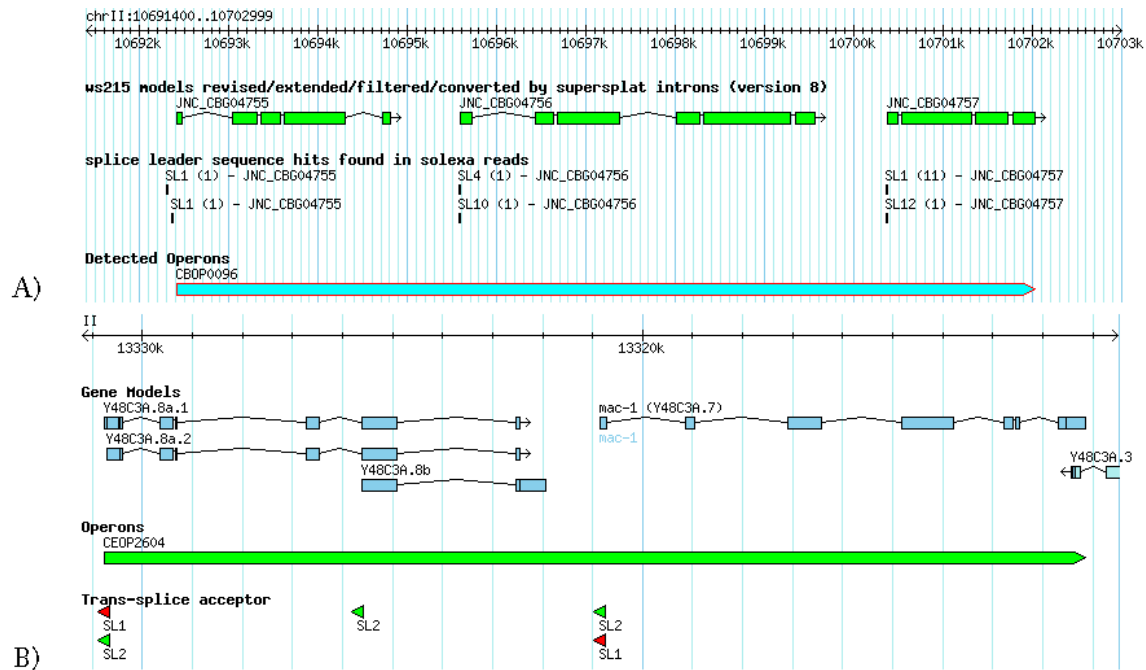 chrII:10691400..10702999
10692k 10693k 10694k 10695k 10696k 10697k 10698k 10699k 10700k 10701k 10702k 10703k
ws215 models revised/extended/filtered/converted by supersplat introns (version 8)
JNC_CBG04755 JNC_CBG04756 JNC_CBG04757
splice leader sequence hits found in solexa reads
SL1 (1) - JNC_CBG04755 SL4 (1) - JNC_CBG04756 SL1 (11) - JNC_CBG04757
SL1 (1) - JNC_CBG04755 SL10 (1) - JNC_CBG04756 SL12 (1) - JNC_CBG04757
Detected Operons
CBOP0096
A)
II
13330k 13320k
Gene Models
Y48C3A.8a.1 mac-1 (Y48C3A.7)
Y48C3A.8a.2 mac-1
Y48C3A.8b Y48C3A.3
Operons
CEOP2604
Trans-splice acceptor
SL1 SL2 SL2
SL2 SL1
B)